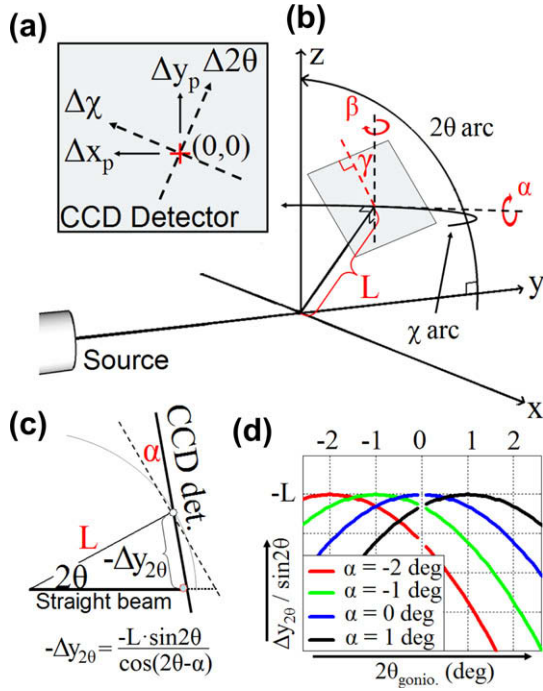 (a)
Δy_p
Δ2θ
Δχ
Δx_p
(0,0)
CCD Detector
(b)
z
2θ arc
β
γ
α
L
y
χ arc
x
Source
(c)
α
CCD det.
L
-Δy_2θ
2θ
Straight beam
-Δy_2θ = -L·sin2θ / cos(2θ-α)
(d)
-2 -1 0 1 2
-L
Δy_2θ / sin2θ
α = -2 deg
α = -1 deg
α = 0 deg
α = 1 deg
2θ_gonio. (deg)